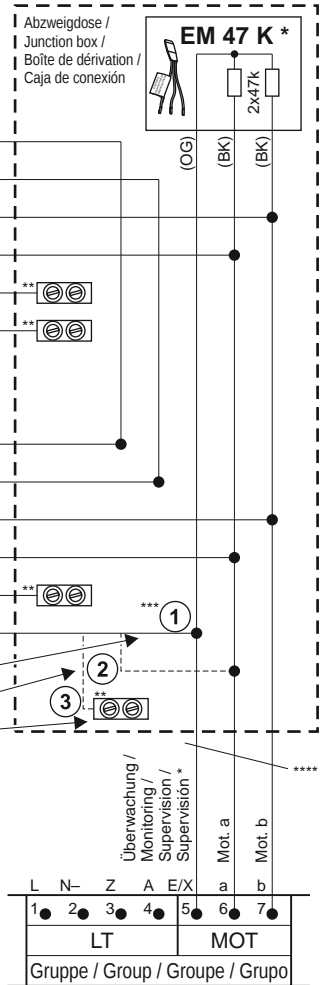 Abzweigdose /
Junction box /
Boîte de dérivation /
Caja de conexión
EM 47 K *
2x47k
(OG)
(BK)
(BK)
**
**
**
*** 1
2
3
**
****
Überwachung /
Monitoring /
Supervision /
Supervisión *
Mot. a
Mot. b
L N– Z A E/X a b
1 2 3 4 5 6 7
LT MOT
Gruppe / Group / Groupe / Grupo